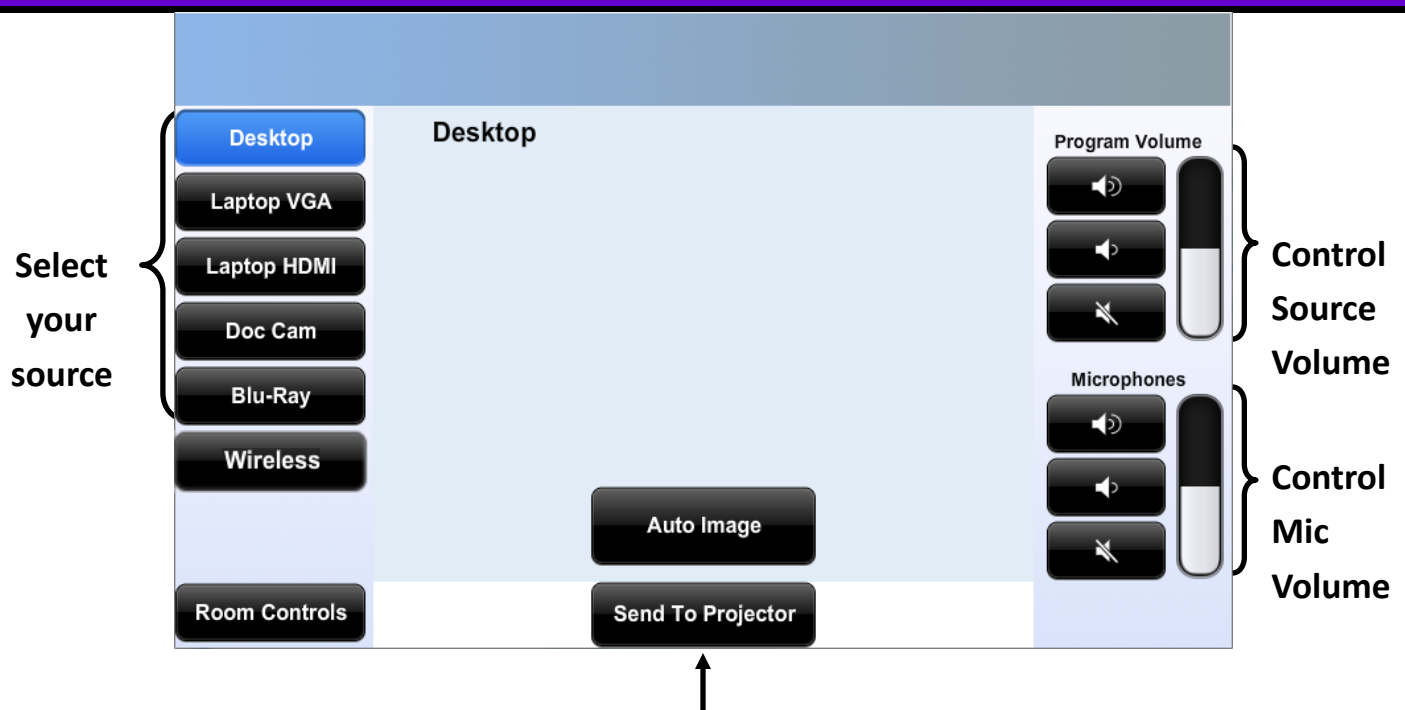 Select
your
source
Desktop
Laptop VGA
Laptop HDMI
Doc Cam
Blu-Ray
Wireless
Room Controls
Desktop
Auto Image
Send To Projector
Program Volume
Microphones
Control
Source
Volume
Control
Mic
Volume